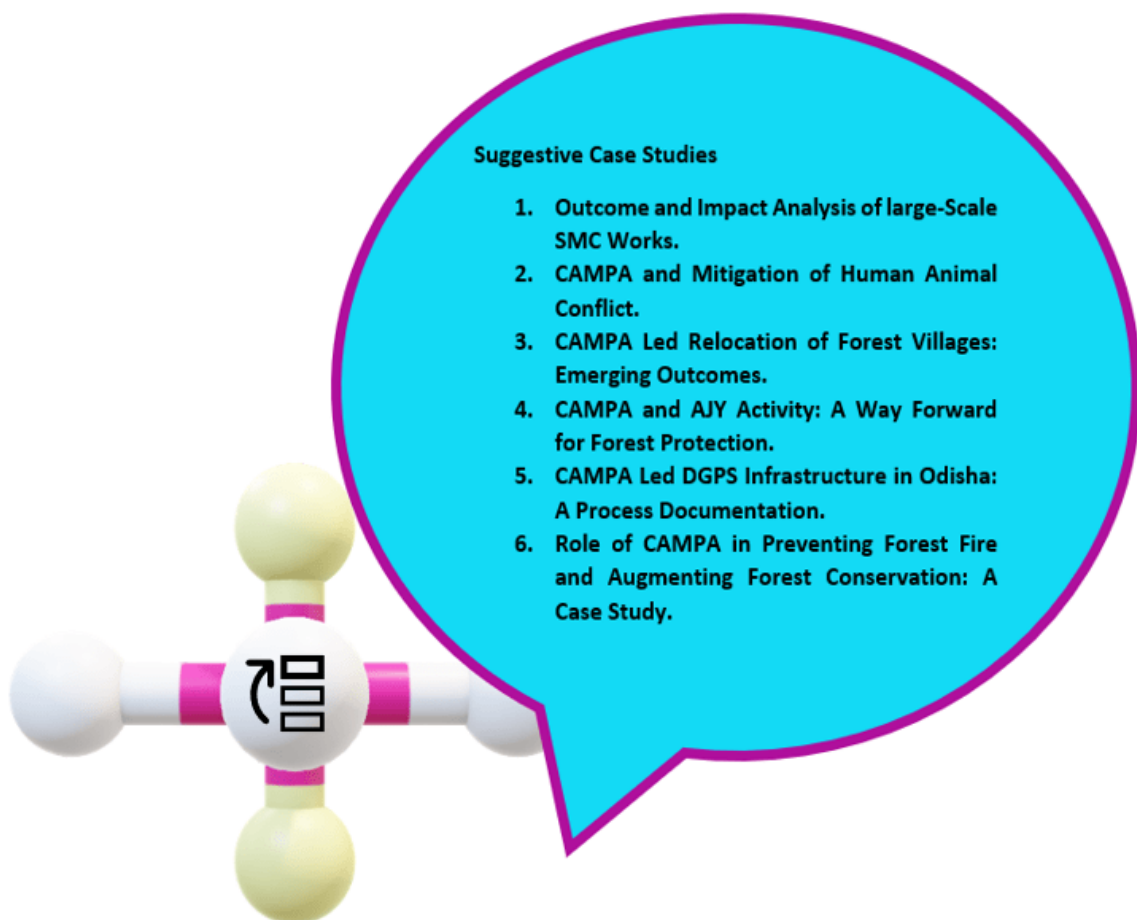 Suggestive Case Studies
1. Outcome and Impact Analysis of large-Scale
SMC Works.
2. CAMPA and Mitigation of Human Animal
Conflict.
3. CAMPA Led Relocation of Forest Villages:
Emerging Outcomes.
4. CAMPA and AJY Activity: A Way Forward
for Forest Protection.
5. CAMPA Led DGPS Infrastructure in Odisha:
A Process Documentation.
6. Role of CAMPA in Preventing Forest Fire
and Augmenting Forest Conservation: A
Case Study.